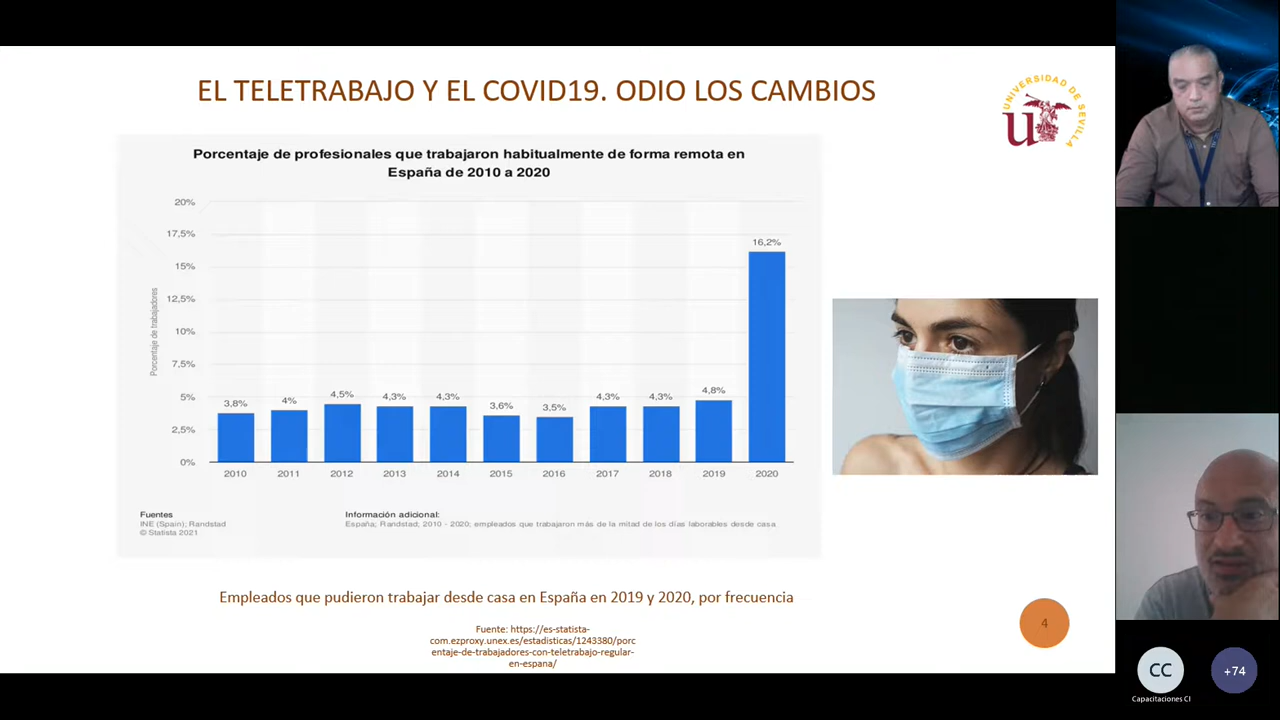 EL TELETRABAJO Y EL COVID19. ODIO LOS CAMBIOS
UNIVERSIDAD DE SEVILLA
Porcentaje de profesionales que trabajaron habitualmente de forma remota en
España de 2010 a 2020
Porcentaje de trabajadores
20%
17,5%
15%
12,5%
10%
7,5%
5%
2,5%
0%
3,8%
4%
4,5%
4,3%
4,3%
3,6%
3,5%
4,3%
4,3%
4,8%
16,2%
2010
2011
2012
2013
2014
2015
2016
2017
2018
2019
2020
Fuentes
INE (Spain); Randstad
© Statista 2021
Información adicional:
España; Randstad; 2010 - 2020; empleados que trabajaron más de la mitad de los días laborables desde casa
Empleados que pudieron trabajar desde casa en España en 2019 y 2020, por frecuencia
Fuente: https://es-statista-
com.ezproxy.unex.es/estadisticas/1243380/porc
entaje-de-trabajadores-con-teletrabajo-regular-
en-espana/
4
CC
Capacitaciones CI
+74